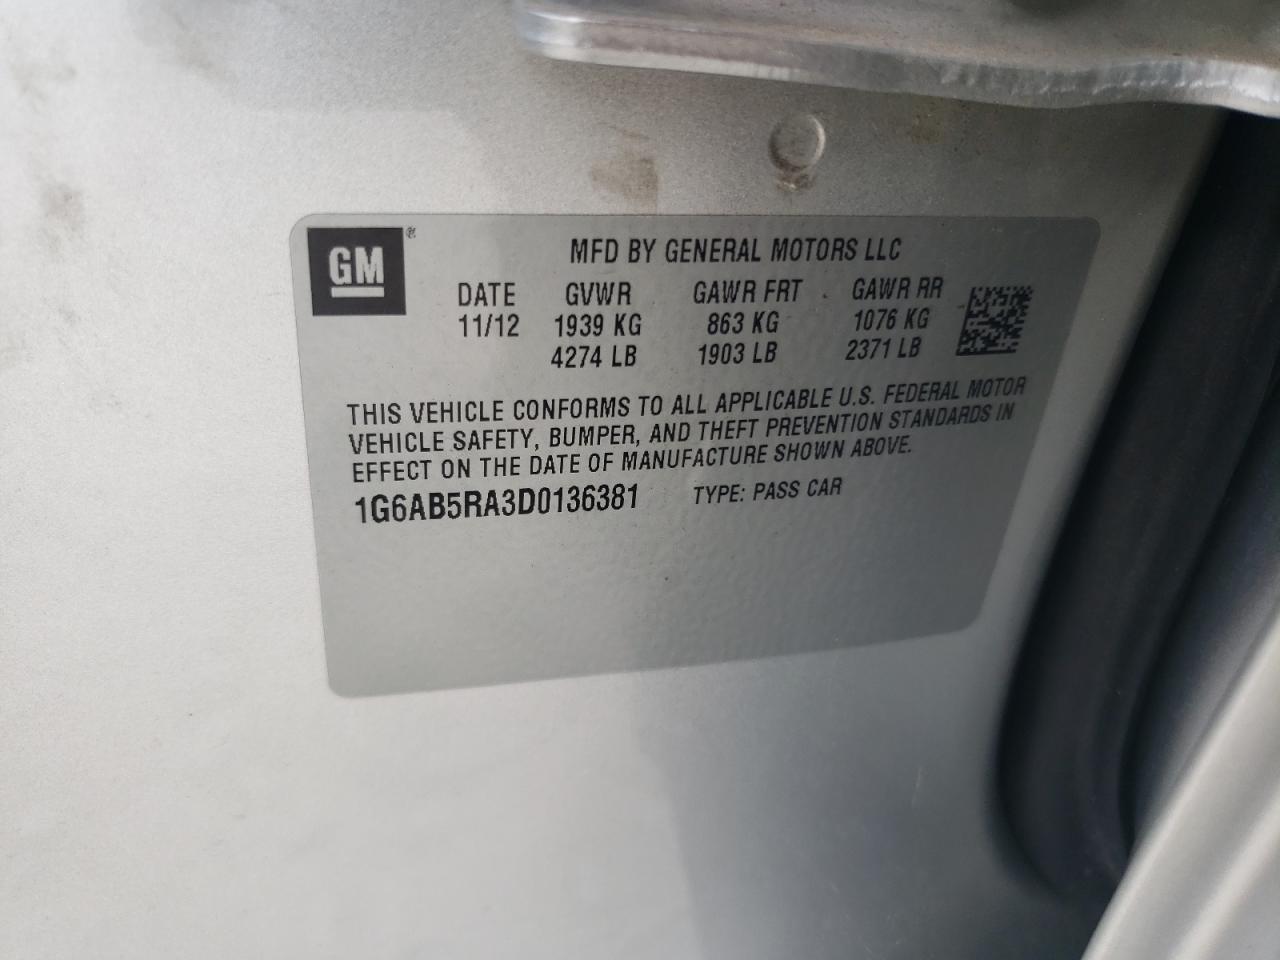 GM®
MFD BY GENERAL MOTORS LLC
DATE GVWR GAWR FRT GAWR RR
11/12 1939 KG 863 KG 1076 KG
4274 LB 1903 LB 2371 LB
THIS VEHICLE CONFORMS TO ALL APPLICABLE U.S. FEDERAL MOTOR
VEHICLE SAFETY, BUMPER, AND THEFT PREVENTION STANDARDS IN
EFFECT ON THE DATE OF MANUFACTURE SHOWN ABOVE.
1G6AB5RA3D0136381 TYPE: PASS CAR